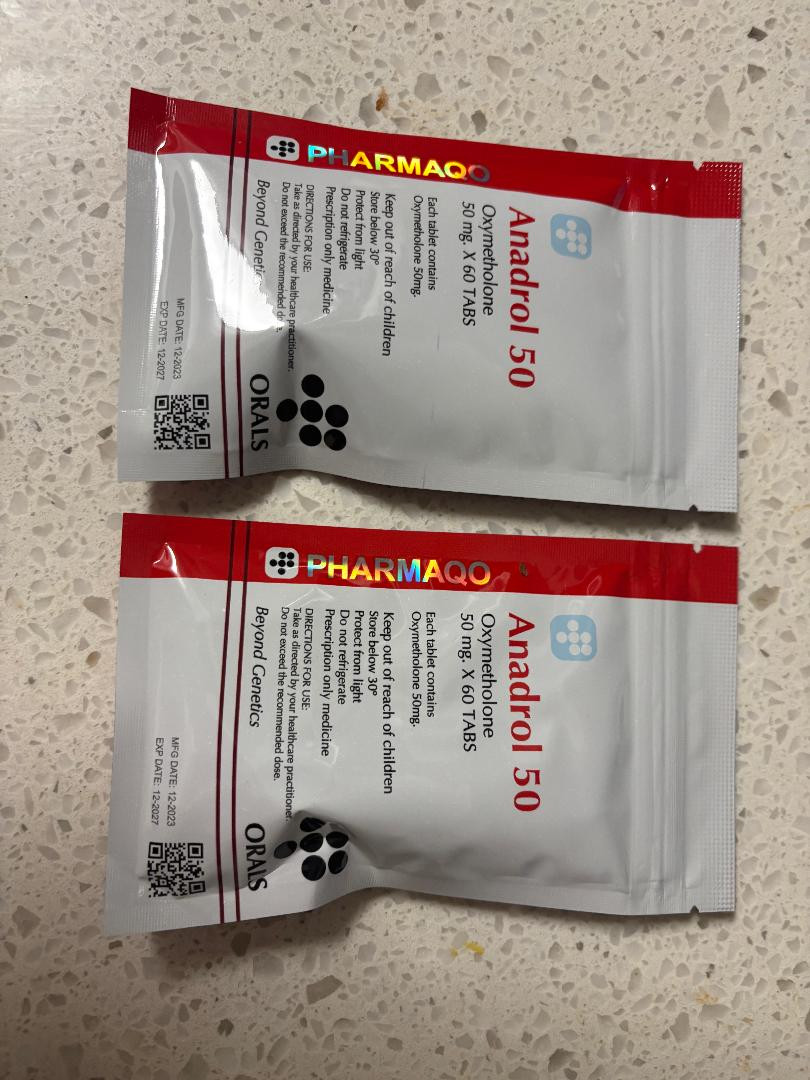 PHARMAQO
Anadrol 50
Oxymetholone
50 mg. X 60 TABS
Each tablet contains
Oxymetholone 50mg.
Keep out of reach of children
Store below 30°
Protect from light
Do not refrigerate
Prescription only medicine
DIRECTIONS FOR USE:
Take as directed by your healthcare practitioner.
Do not exceed the recommended
Beyond Genetics
ORALS
MFG DATE: 12-2023
EXP DATE: 12-2027
PHARMAQO
Anadrol 50
Oxymetholone
50 mg. X 60 TABS
Each tablet contains
Oxymetholone 50mg.
Keep out of reach of children
Store below 30°
Protect from light
Do not refrigerate
Prescription only medicine
DIRECTIONS FOR USE:
Take as directed by your healthcare practitioner.
Do not exceed the recommended dose.
Beyond Genetics
ORALS
MFG DATE: 12-2023
EXP DATE: 12-2027